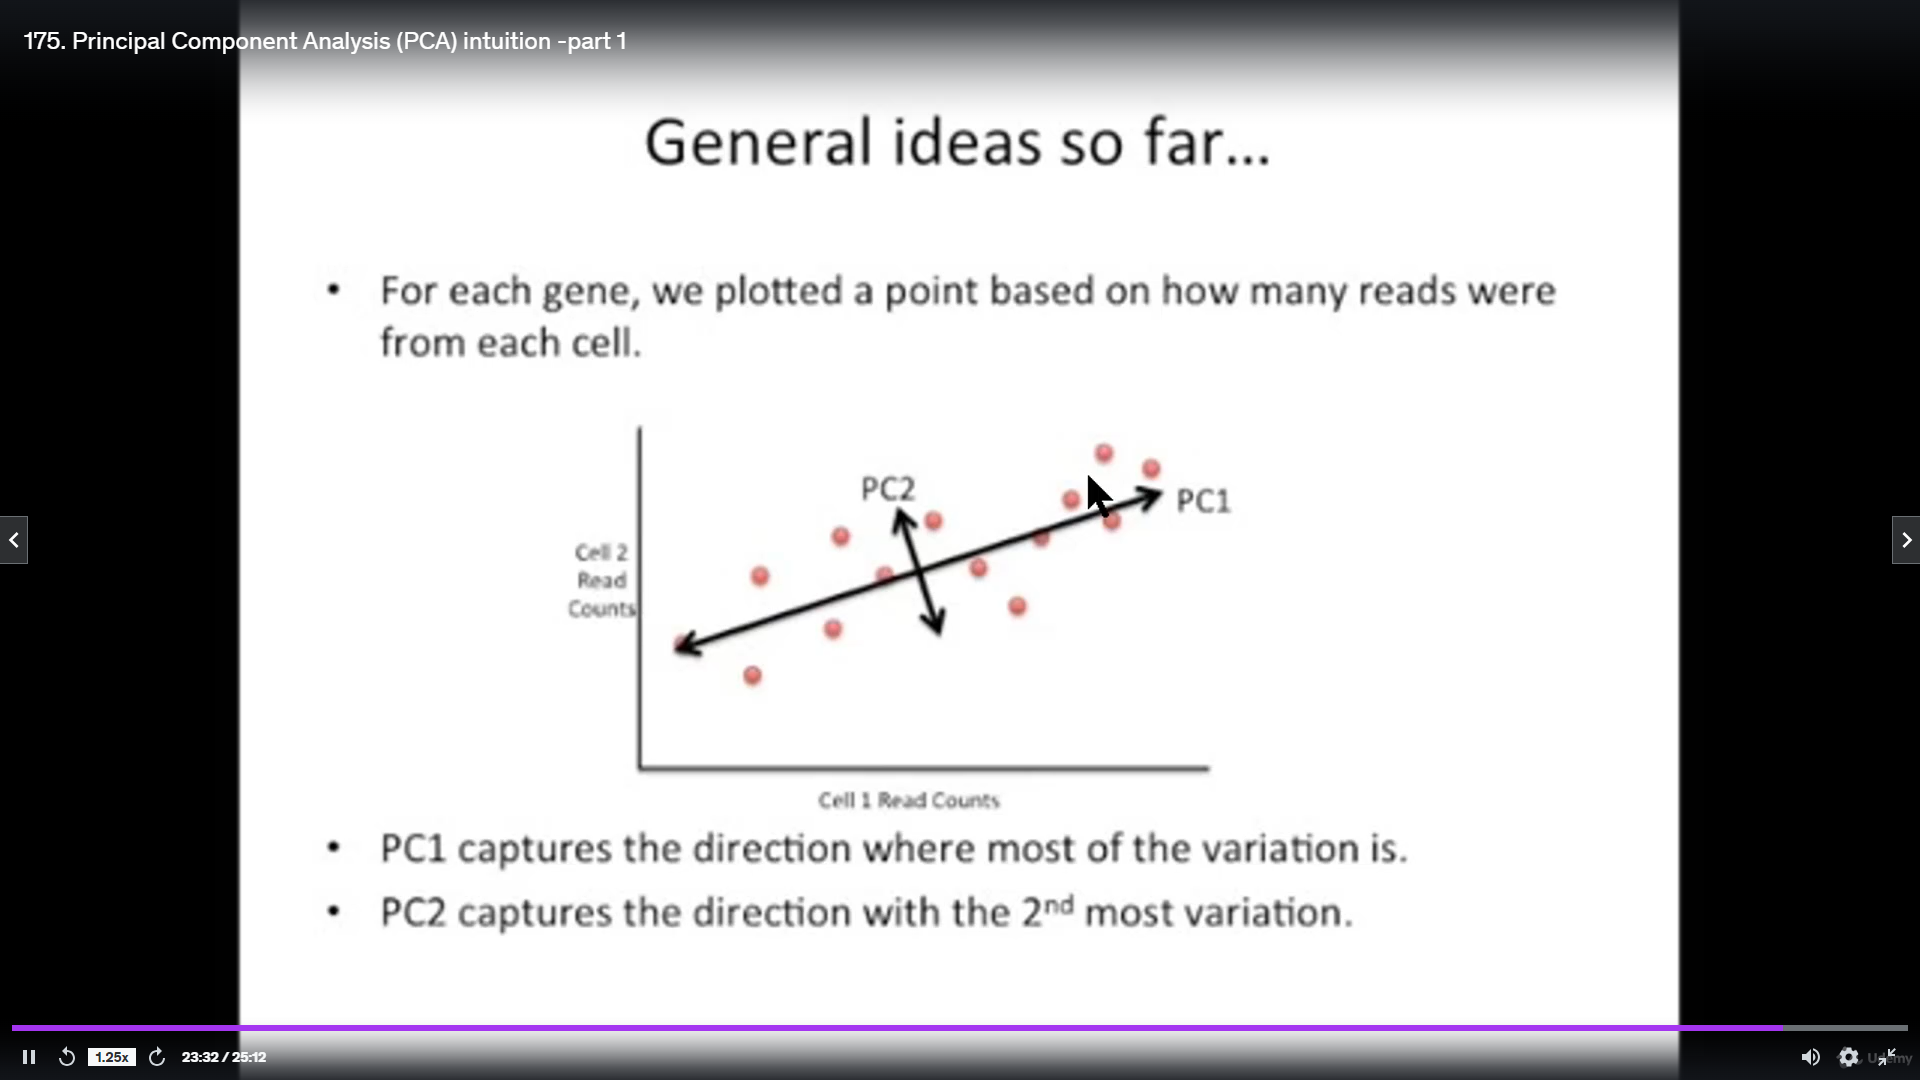 175. Principal Component Analysis (PCA) intuition -part 1
General ideas so far...
• For each gene, we plotted a point based on how many reads were
from each cell.
PC2
PC1
Cell 2
Read
Counts
Cell 1 Read Counts
• PC1 captures the direction where most of the variation is.
• PC2 captures the direction with the 2nd most variation.
1.25x
23:32 / 25:12
Udemy